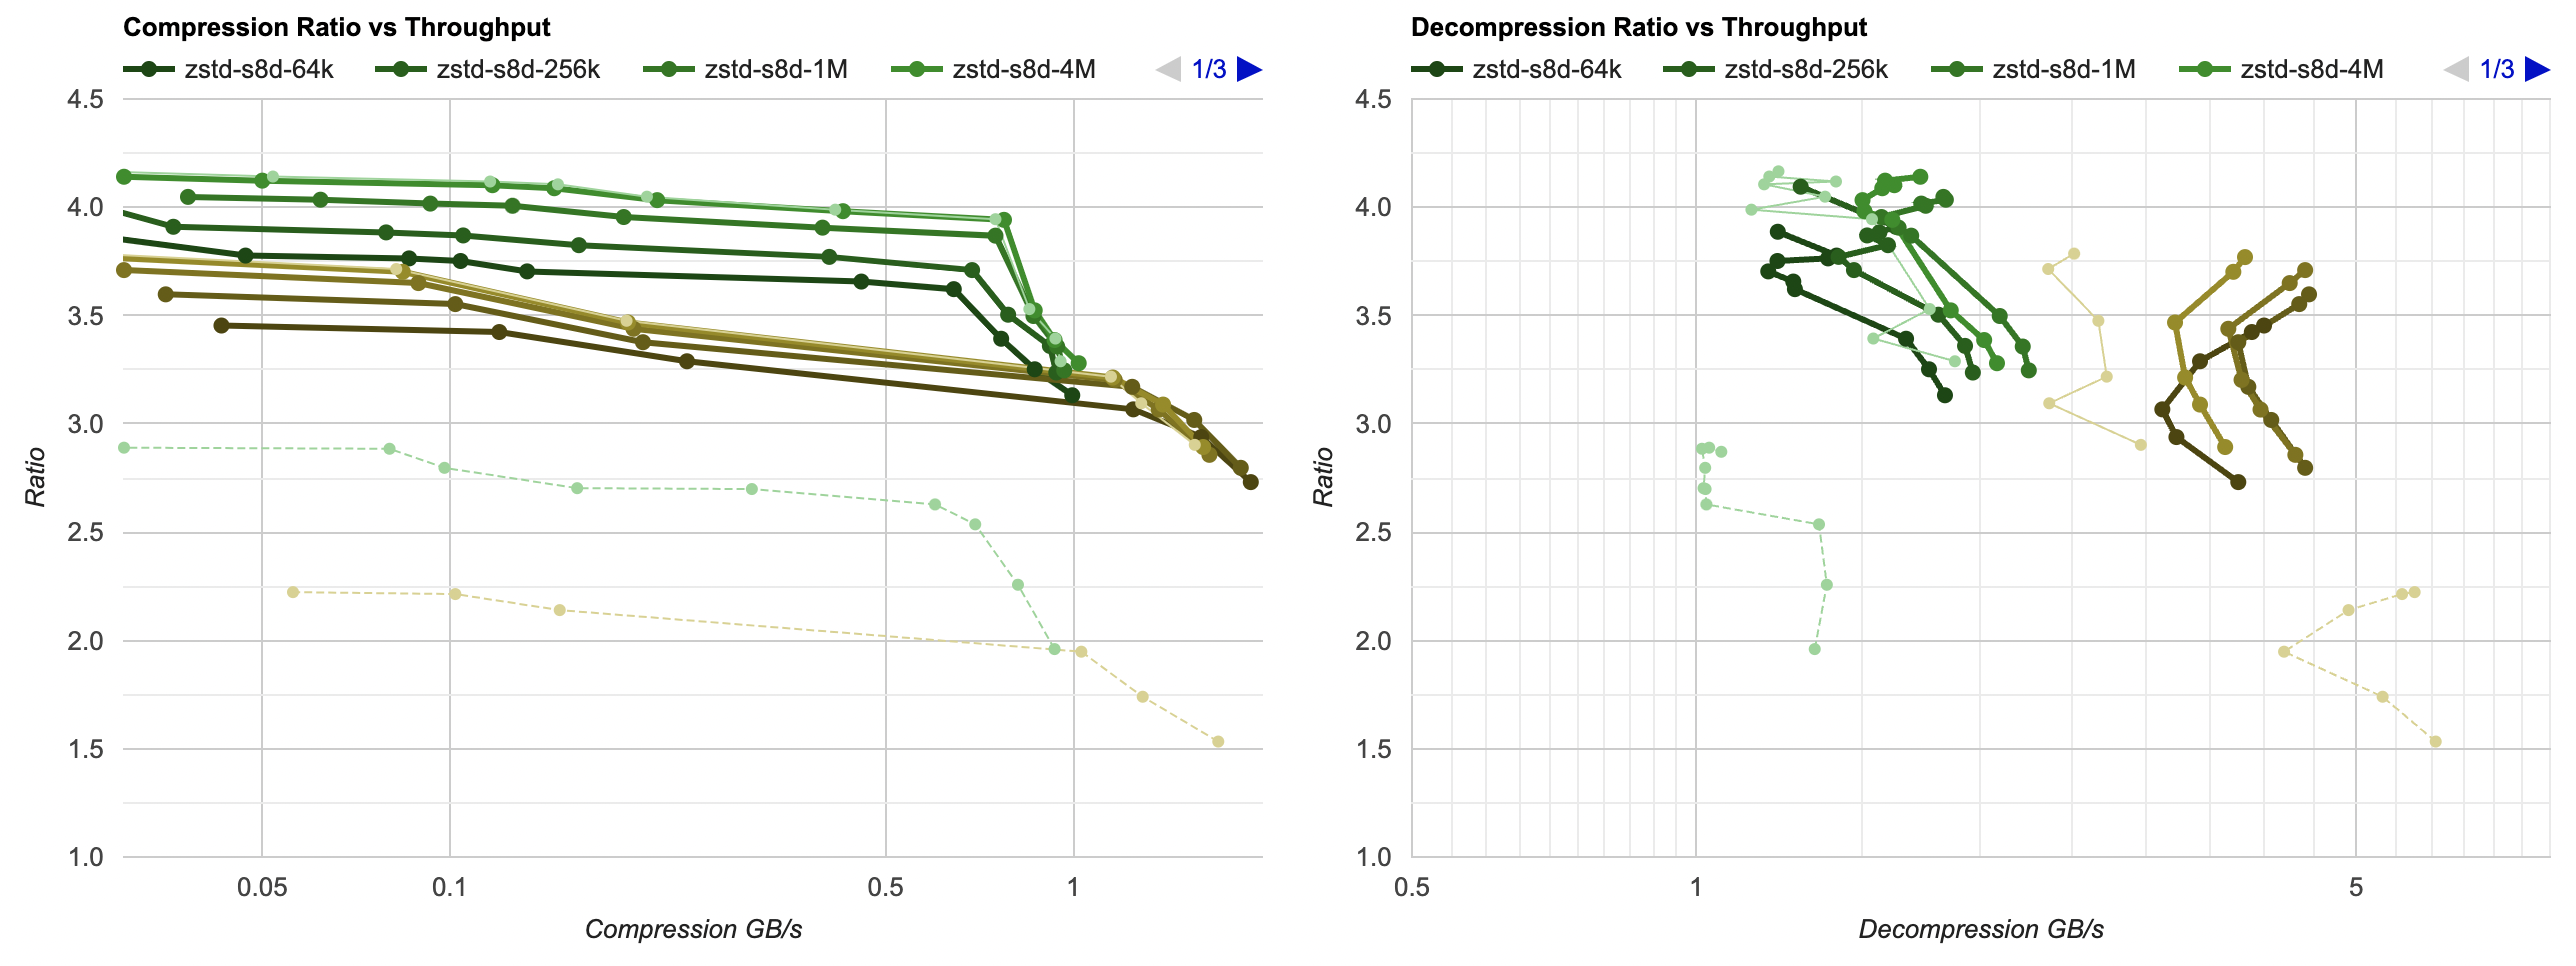 Compression Ratio vs Throughput
zstd-s8d-64k zstd-s8d-256k zstd-s8d-1M zstd-s8d-4M 1/3
4.5
4.0
3.5
3.0
2.5
2.0
1.5
1.0
Ratio
0.05 0.1 0.5 1
Compression GB/s
Decompression Ratio vs Throughput
zstd-s8d-64k zstd-s8d-256k zstd-s8d-1M zstd-s8d-4M 1/3
4.5
4.0
3.5
3.0
2.5
2.0
1.5
1.0
Ratio
0.5 1 5
Decompression GB/s